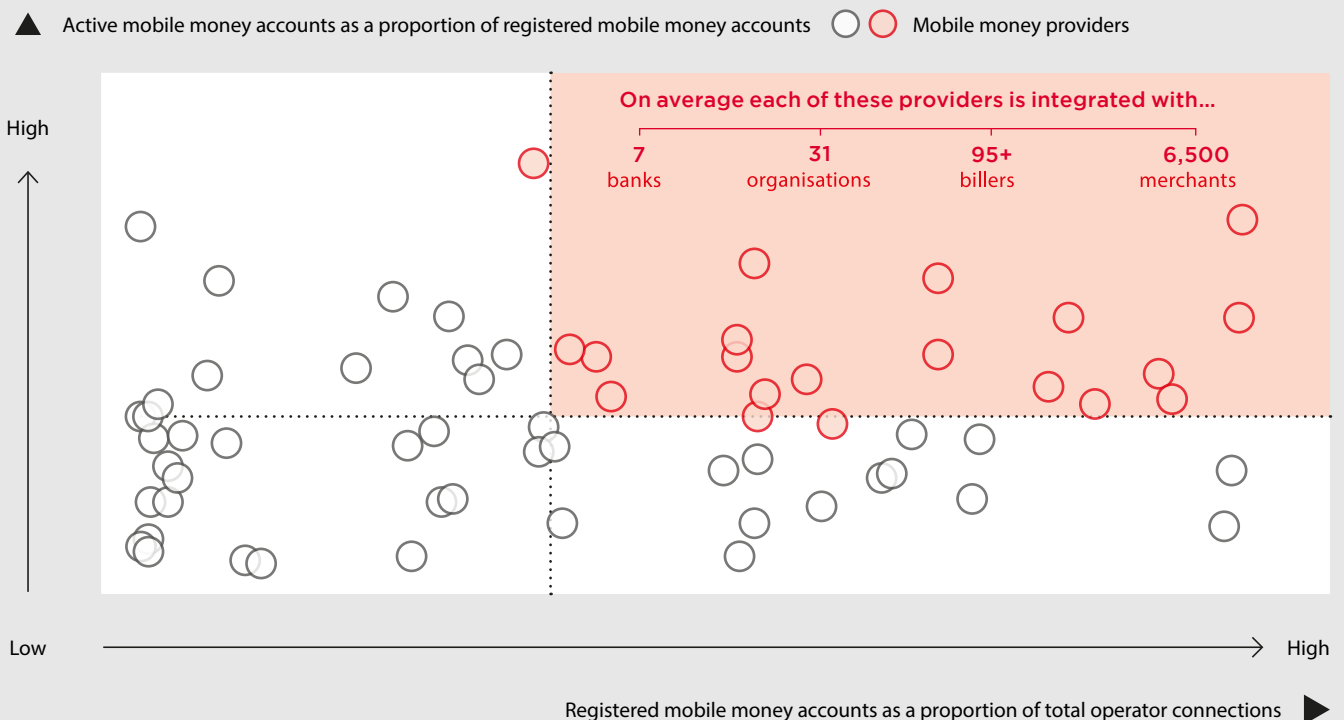 Active mobile money accounts as a proportion of registered mobile money accounts
Mobile money providers
High
On average each of these providers is integrated with...
7
banks
31
organisations
95+
billers
6,500
merchants
Low
High
Registered mobile money accounts as a proportion of total operator connections